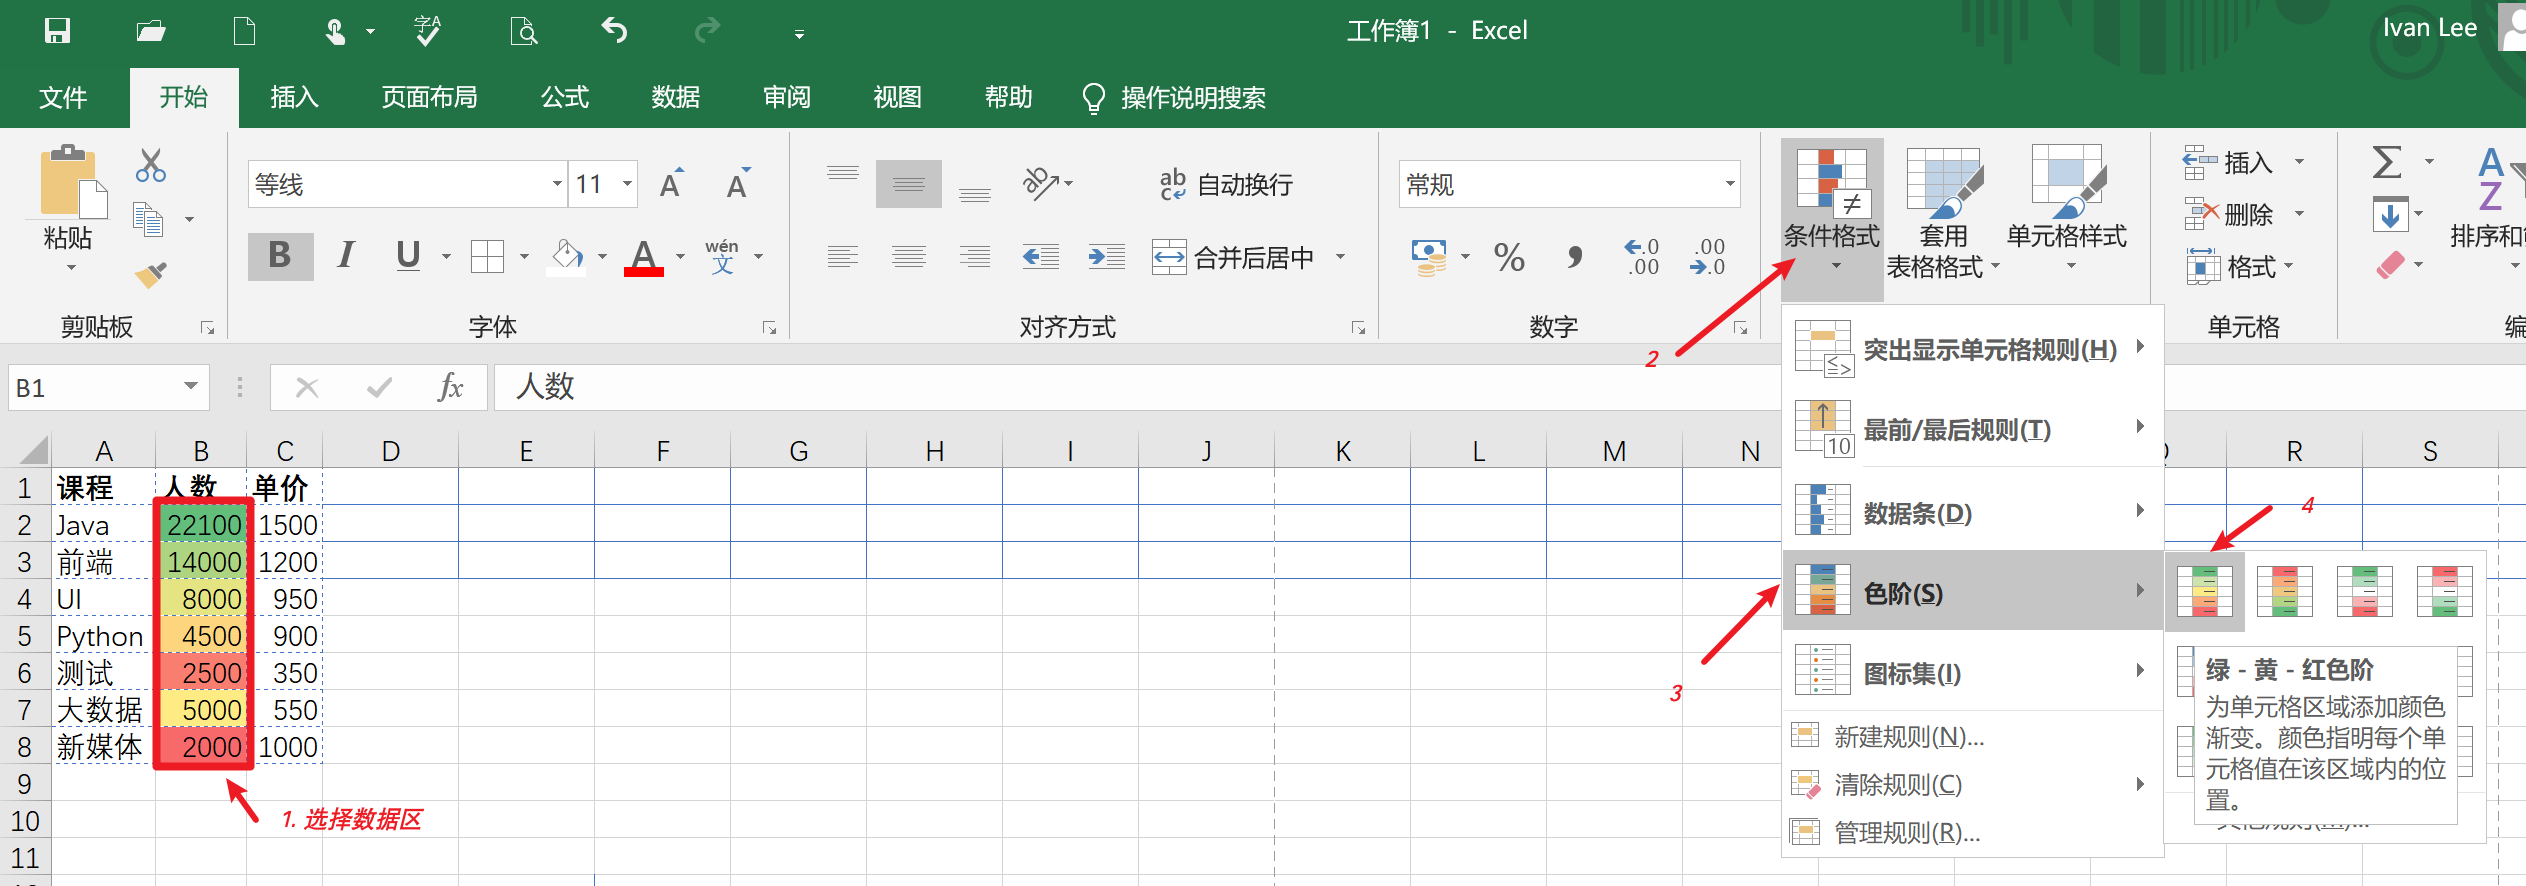 工作簿1 - Excel
Ivan Lee
文件 开始 插入 页面布局 公式 数据 审阅 视图 帮助 操作说明搜索
粘贴
剪贴板
等线 11 A A
B I U A wén 文
字体
ab c 自动换行
合并后居中
对齐方式
常规
% , .0 .00 .00 .0
数字
条件格式
套用
表格格式
单元格样式
插入
删除
格式
单元格
Σ A Z
排序和
2
B1 fx 人数
A B C D E F G H I J K L M N R S
1 课程 人数 单价
2 Java 22100 1500
3 前端 14000 1200
4 UI 8000 950
5 Python 4500 900
6 测试 2500 350
7 大数据 5000 550
8 新媒体 2000 1000
9
10
11
1. 选择数据区
突出显示单元格规则(H)
10 最前/最后规则(T)
数据条(D)
色阶(S)
图标集(I)
新建规则(N)...
清除规则(C)
管理规则(R)...
3
4
绿 - 黄 - 红色阶
为单元格区域添加颜色
渐变。颜色指明每个单
元格值在该区域内的位
置。